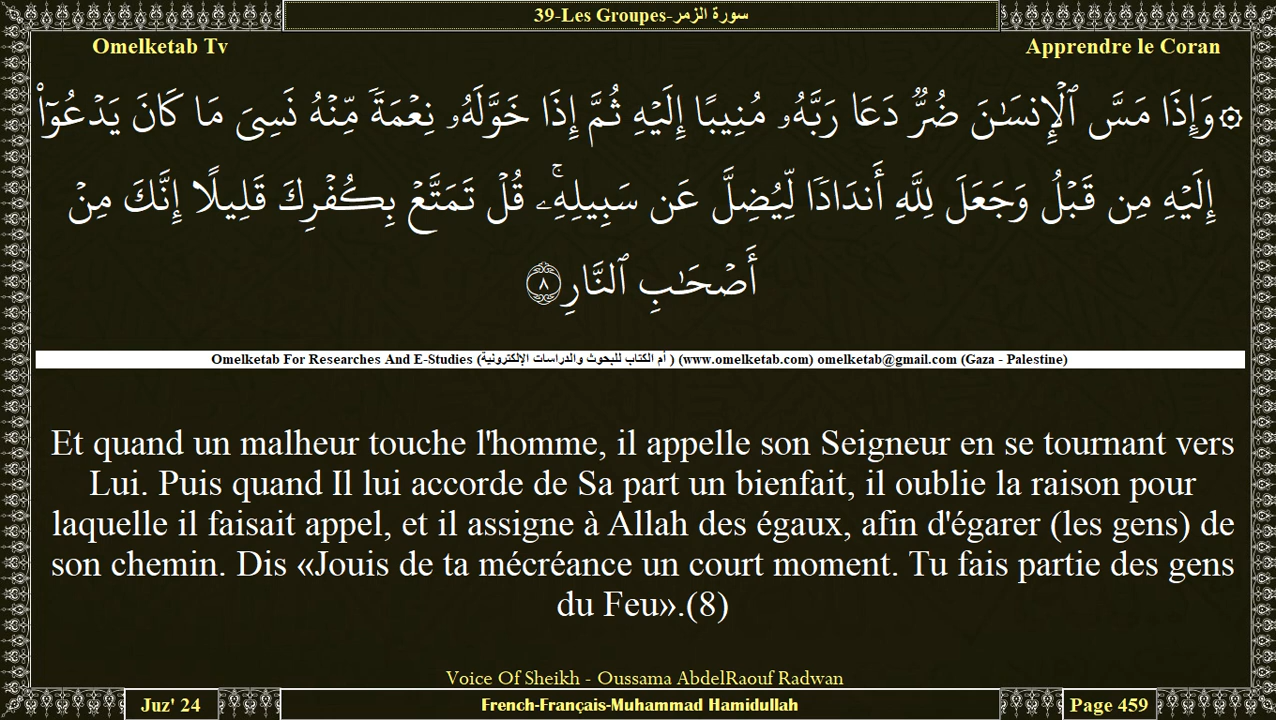 39-Les Groupes-سورة الزمر
Omelketab Tv
Apprendre le Coran
۞وَإِذَا مَسَّ ٱلۡإِنسَٰنَ ضُرّٞ دَعَا رَبَّهُۥ مُنِيبًا إِلَيۡهِ ثُمَّ إِذَا خَوَّلَهُۥ نِعۡمَةٗ مِّنۡهُ نَسِيَ مَا كَانَ يَدۡعُوٓاْ
إِلَيۡهِ مِن قَبۡلُ وَجَعَلَ لِلَّهِ أَندَادٗا لِّيُضِلَّ عَن سَبِيلِهِۦۚ قُلۡ تَمَتَّعۡ بِكُفۡرِكَ قَلِيلًا إِنَّكَ مِنۡ
أَصۡحَٰبِ ٱلنَّارِ ٨
Omelketab For Researches And E-Studies (أم الكتاب للبحوث والدراسات الإلكترونية ) (www.omelketab.com) omelketab@gmail.com (Gaza - Palestine)
Et quand un malheur touche l'homme, il appelle son Seigneur en se tournant vers
Lui. Puis quand Il lui accorde de Sa part un bienfait, il oublie la raison pour
laquelle il faisait appel, et il assigne à Allah des égaux, afin d'égarer (les gens) de
son chemin. Dis «Jouis de ta mécréance un court moment. Tu fais partie des gens
du Feu».(8)
Voice Of Sheikh - Oussama AbdelRaouf Radwan
Juz' 24
French-Français-Muhammad Hamidullah
Page 459